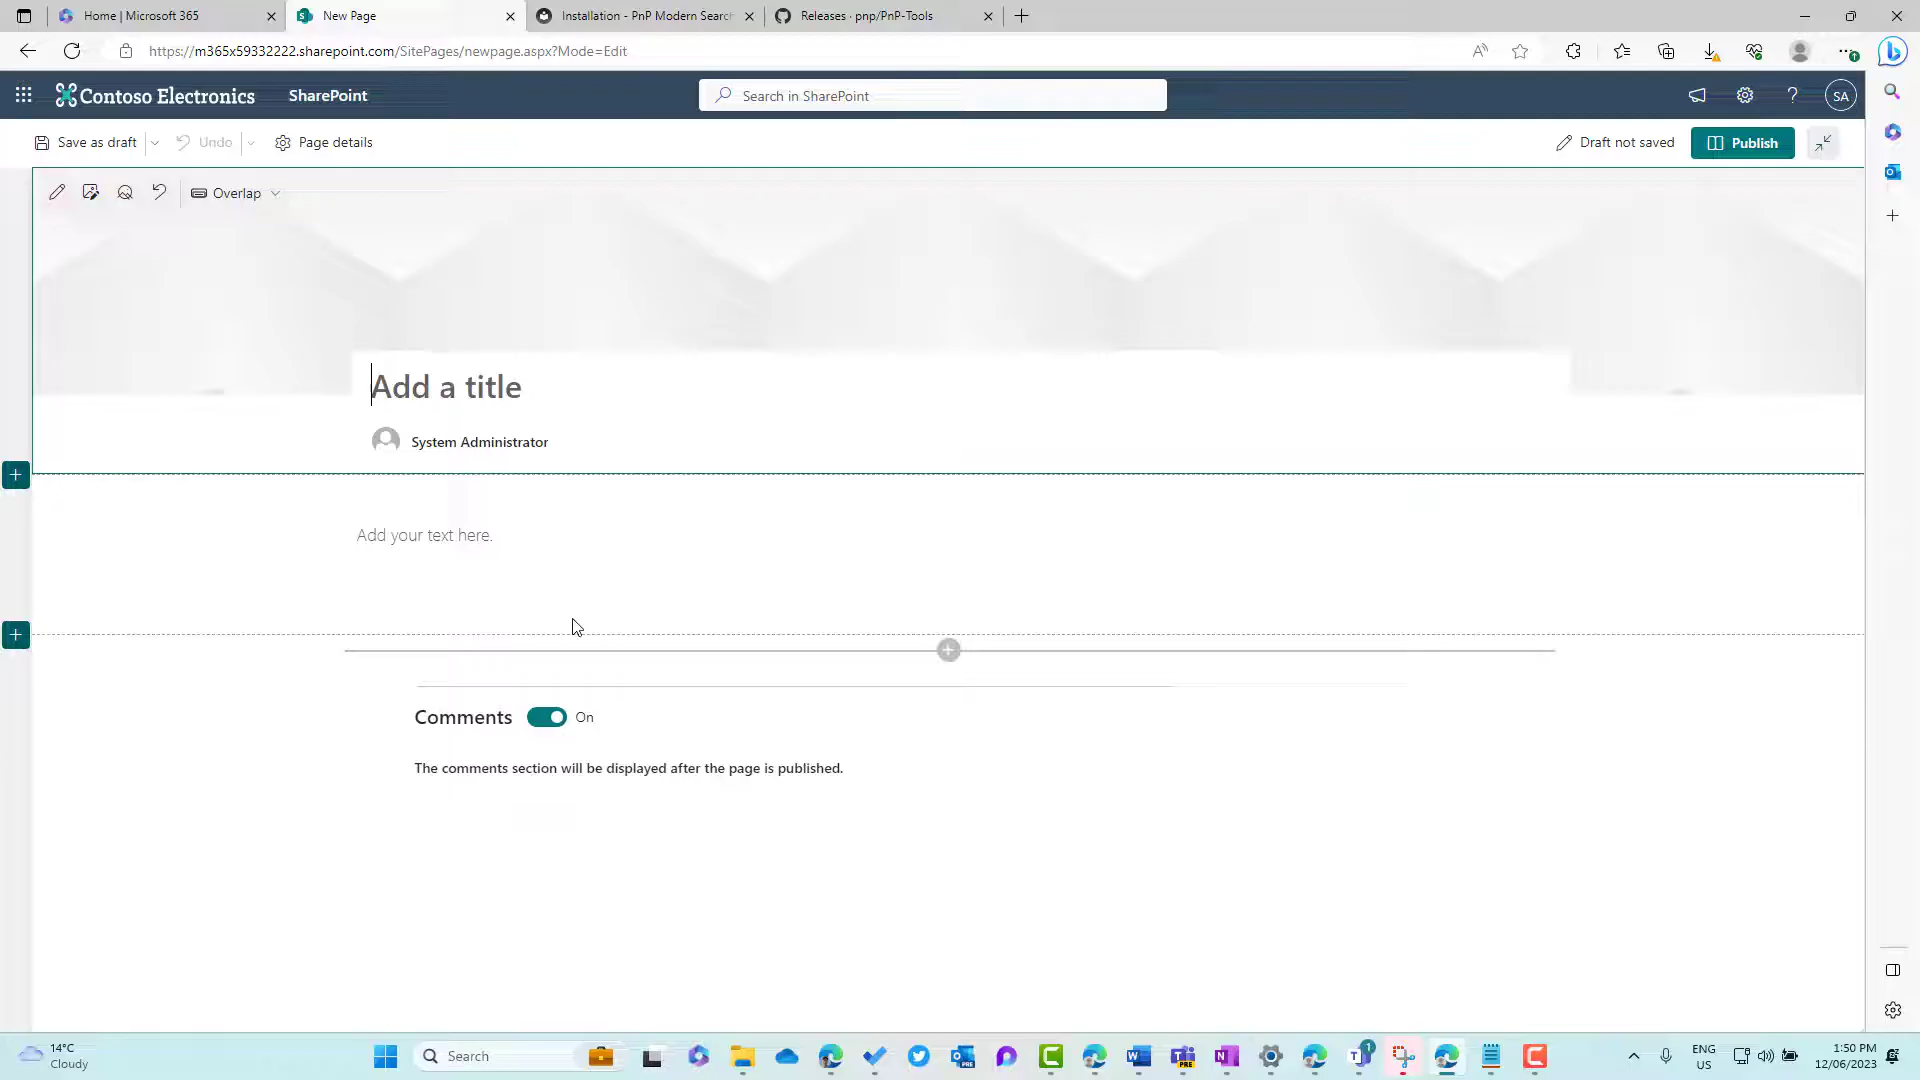 Home | Microsoft 365
New Page
Installation - PnP Modern Search
Releases · pnp/PnP-Tools
https://m365x59332222.sharepoint.com/SitePages/newpage.aspx?Mode=Edit
Contoso Electronics
SharePoint
Search in SharePoint
SA
Save as draft
Undo
Page details
Draft not saved
Publish
Overlap
Add a title
System Administrator
Add your text here.
Comments
On
The comments section will be displayed after the page is published.
14°C
Cloudy
Search
ENG
US
1:50 PM
12/06/2023